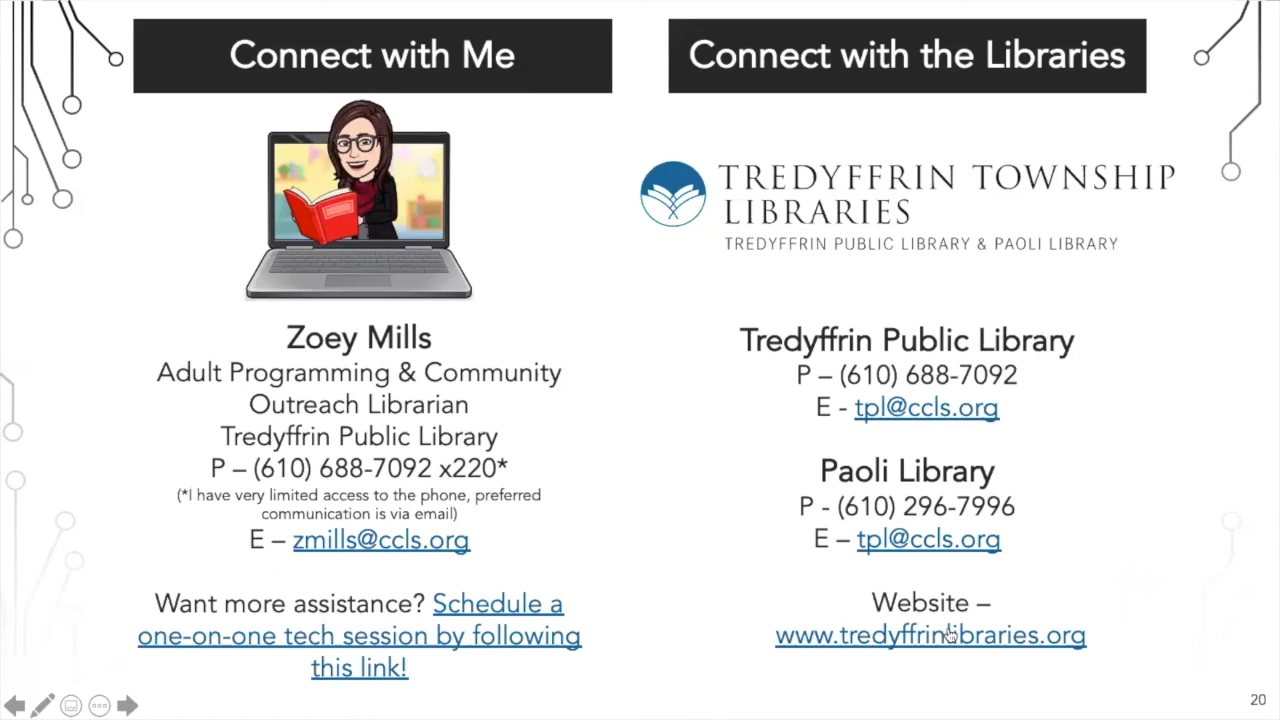 Connect with Me
Zoey Mills
Adult Programming & Community
Outreach Librarian
Tredyffrin Public Library
P – (610) 688-7092 x220*
(*I have very limited access to the phone, preferred
communication is via email)
E – zmills@ccls.org
Want more assistance? Schedule a
one-on-one tech session by following
this link!
Connect with the Libraries
TREDYFFRIN TOWNSHIP
LIBRARIES
TREDYFFRIN PUBLIC LIBRARY & PAOLI LIBRARY
Tredyffrin Public Library
P – (610) 688-7092
E - tpl@ccls.org
Paoli Library
P - (610) 296-7996
E – tpl@ccls.org
Website –
www.tredyffrinlibraries.org
20